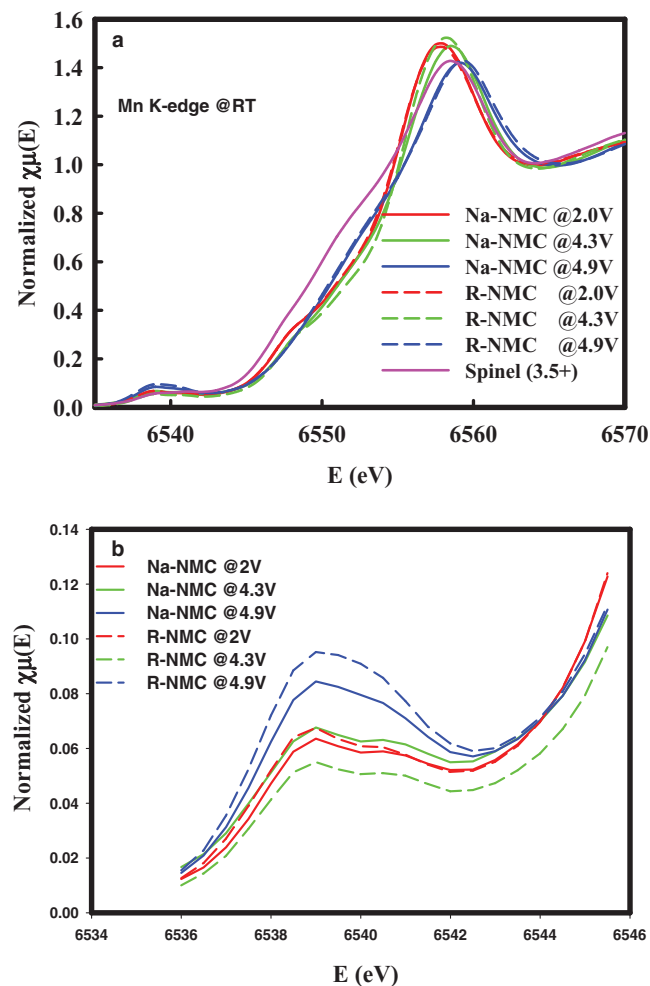 a
Mn K-edge @RT
Normalized χμ(E)
1.6
1.4
1.2
1.0
0.8
0.6
0.4
0.2
0.0
Na-NMC @2.0V
Na-NMC @4.3V
Na-NMC @4.9V
R-NMC @2.0V
R-NMC @4.3V
R-NMC @4.9V
Spinel (3.5+)
6540 6550 6560 6570
E (eV)
b
Na-NMC @2V
Na-NMC @4.3V
Na-NMC @4.9V
R-NMC @2V
R-NMC @4.3V
R-NMC @4.9V
Normalized χμ(E)
0.14
0.12
0.10
0.08
0.06
0.04
0.02
0.00
6534 6536 6538 6540 6542 6544 6546
E (eV)